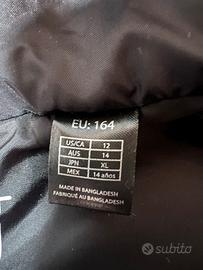 EU: 164
US/CA 12
AUS 14
JPN XL
MEX 14 años
MADE IN BANGLADESH
FABRIQUÉ AU BANGLADESH
subito